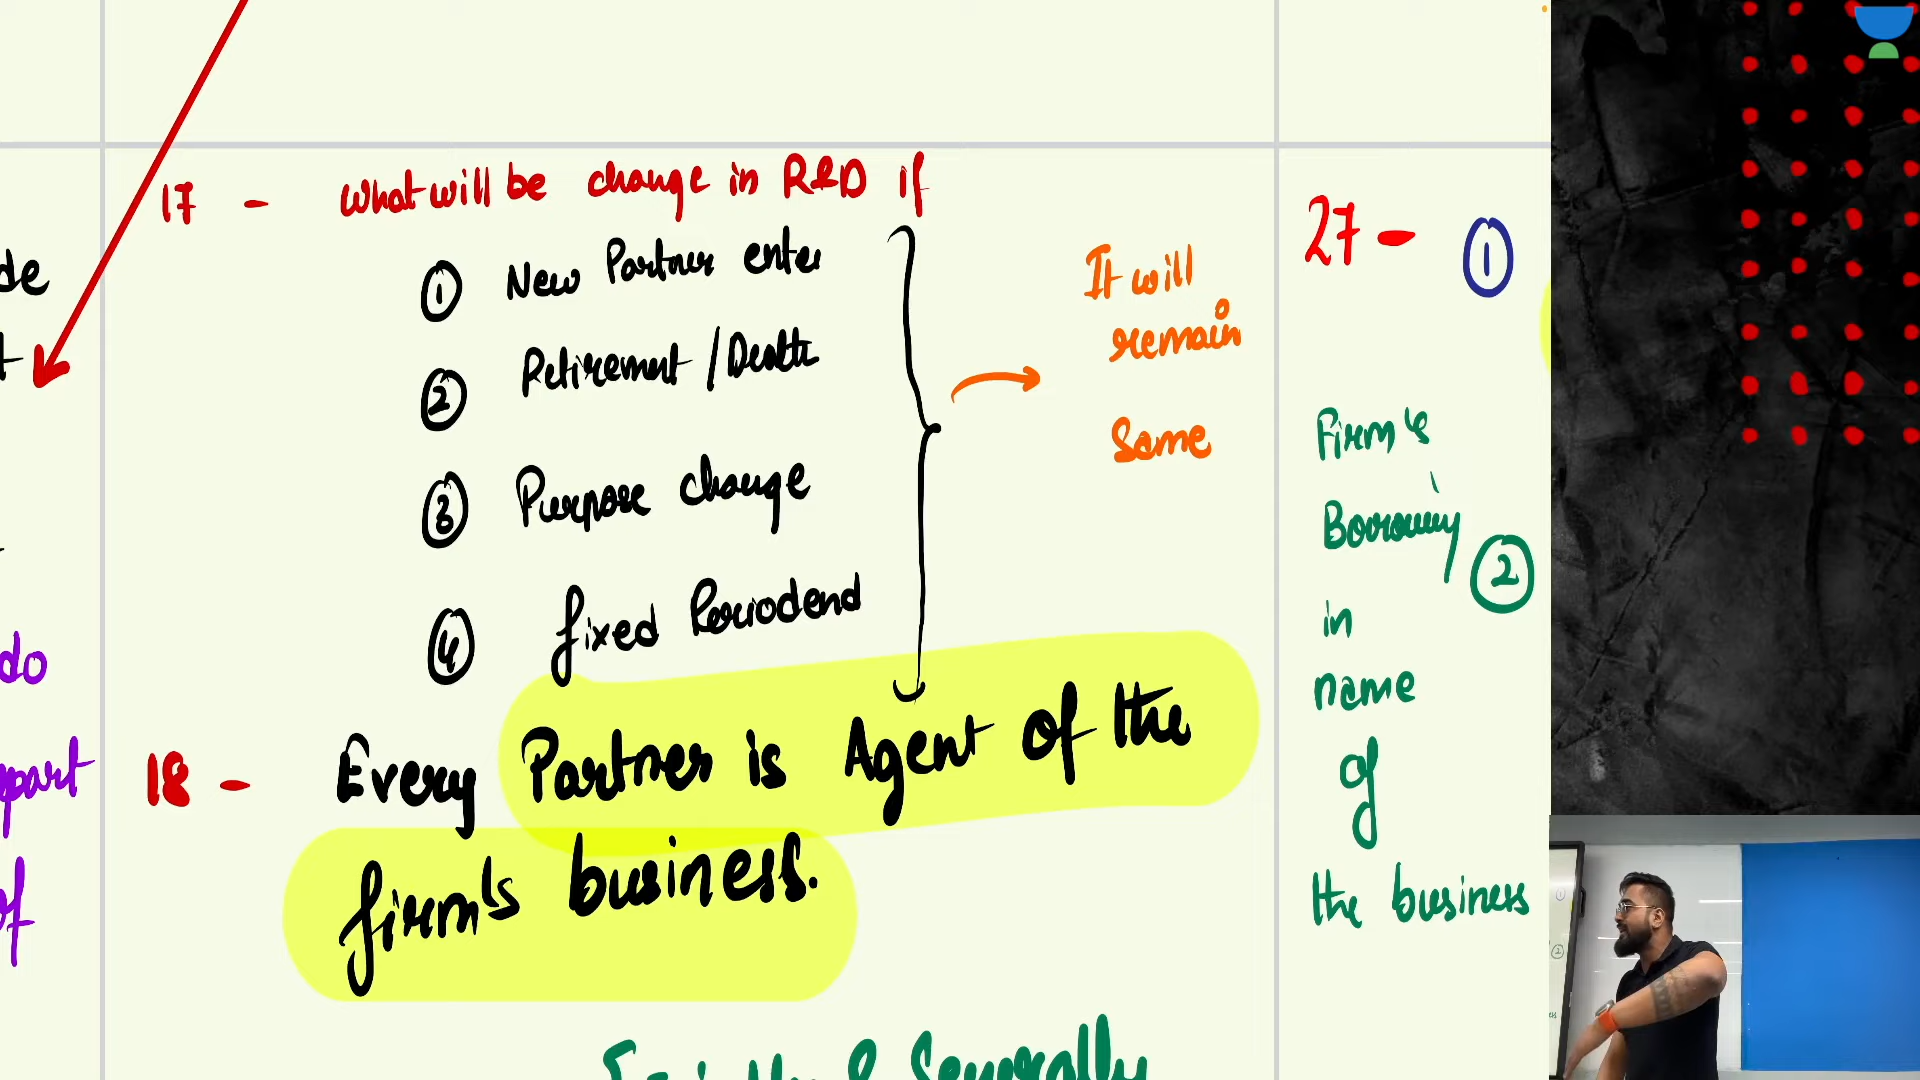 de
t
do
part
of
17 - What will be change in R&D if
① New Partner enter
② Retirement / Death
③ Purpose change
④ fixed Period end
It will
remain
Same
18 - Every Partner is Agent of the
firm's business.
& Generally
27 - ①
Firm's
Borrowing ②
in
name
of
the business